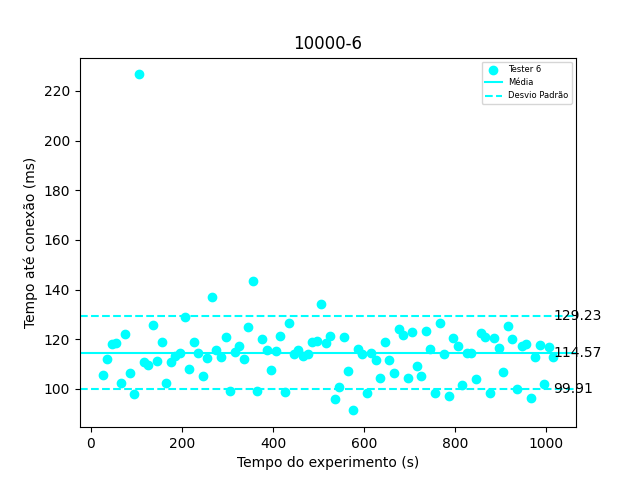 10000-6
Tester 6
Média
Desvio Padrão
220
200
180
160
140
120
100
Tempo até conexão (ms)
129.23
114.57
99.91
0 200 400 600 800 1000
Tempo do experimento (s)